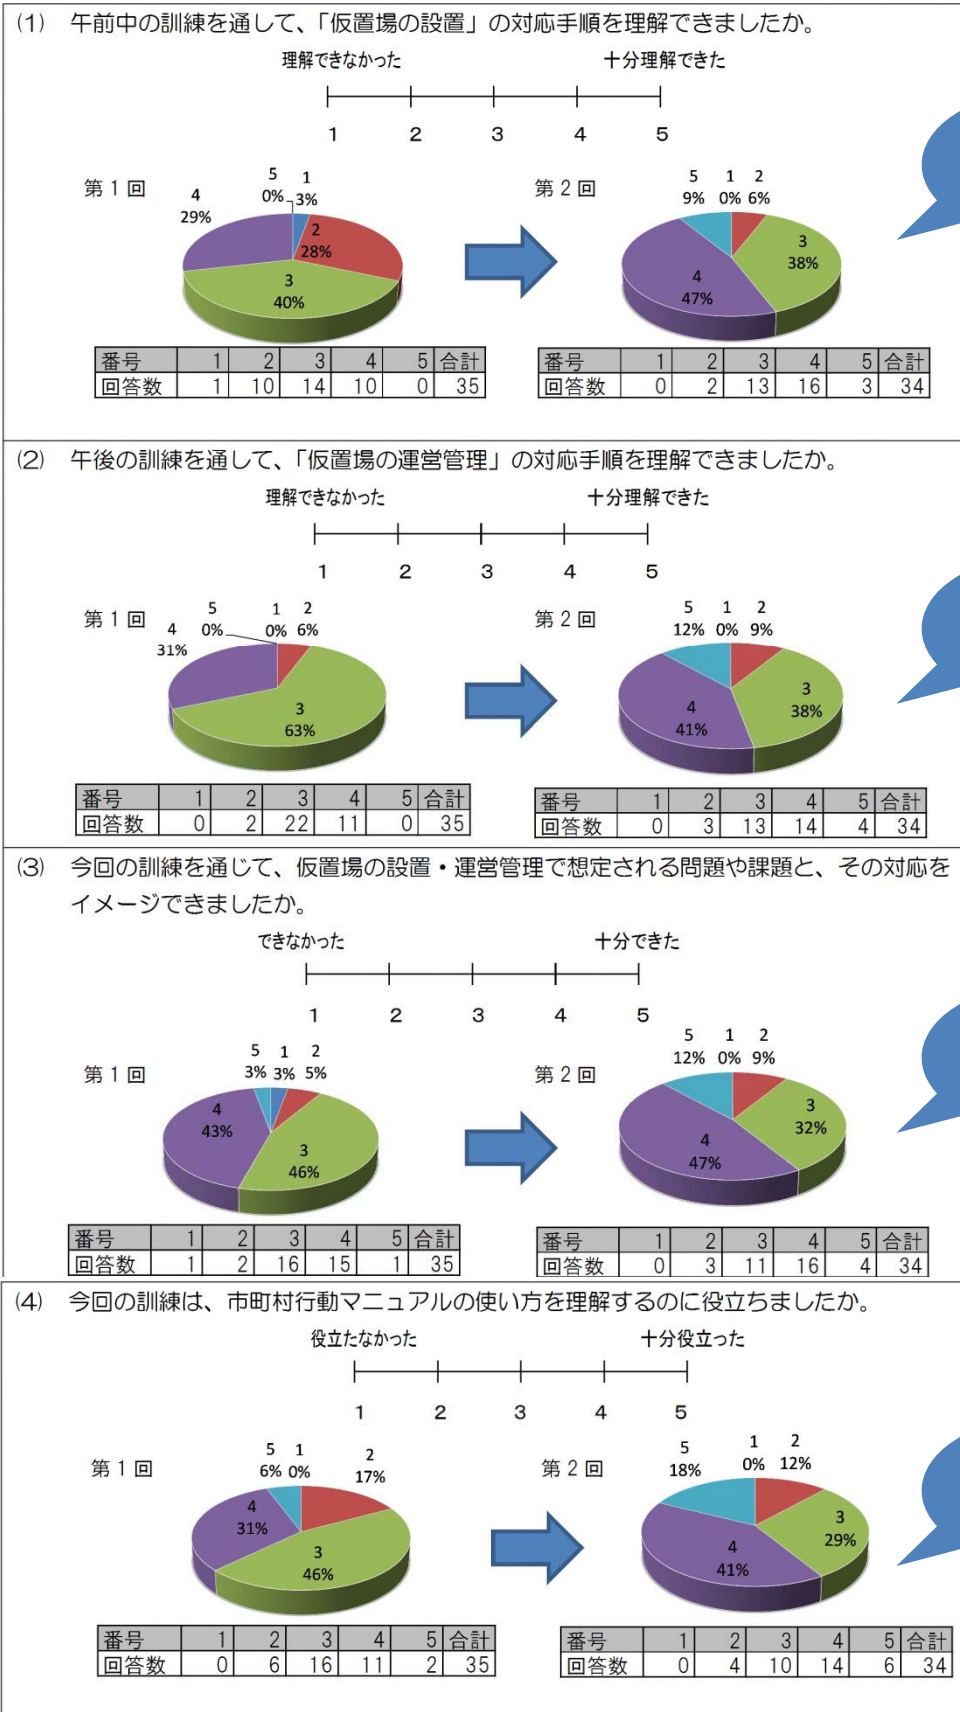 (1) 午前中の訓練を通して、「仮置場の設置」の対応手順を理解できましたか。
理解できなかった 十分理解できた
1 2 3 4 5
第1回
4 29%
5 0%
1 3%
2 28%
3 40%
第2回
5 9%
1 0%
2 6%
3 38%
4 47%
番号 1 2 3 4 5 合計
回答数 1 10 14 10 0 35
番号 1 2 3 4 5 合計
回答数 0 2 13 16 3 34
(2) 午後の訓練を通して、「仮置場の運営管理」の対応手順を理解できましたか。
理解できなかった 十分理解できた
1 2 3 4 5
第1回
4 31%
5 0%
1 0%
2 6%
3 63%
第2回
5 12%
1 0%
2 9%
3 38%
4 41%
番号 1 2 3 4 5 合計
回答数 0 2 22 11 0 35
番号 1 2 3 4 5 合計
回答数 0 3 13 14 4 34
(3) 今回の訓練を通じて、仮置場の設置・運営管理で想定される問題や課題と、その対応を
イメージできましたか。
できなかった 十分できた
1 2 3 4 5
第1回
5 3%
1 3%
2 5%
4 43%
3 46%
第2回
5 12%
1 0%
2 9%
3 32%
4 47%
番号 1 2 3 4 5 合計
回答数 1 2 16 15 1 35
番号 1 2 3 4 5 合計
回答数 0 3 11 16 4 34
(4) 今回の訓練は、市町村行動マニュアルの使い方を理解するのに役立ちましたか。
役立たなかった 十分役立った
1 2 3 4 5
第1回
5 6%
1 0%
2 17%
4 31%
3 46%
第2回
5 18%
1 0%
2 12%
3 29%
4 41%
番号 1 2 3 4 5 合計
回答数 0 6 16 11 2 35
番号 1 2 3 4 5 合計
回答数 0 4 10 14 6 34